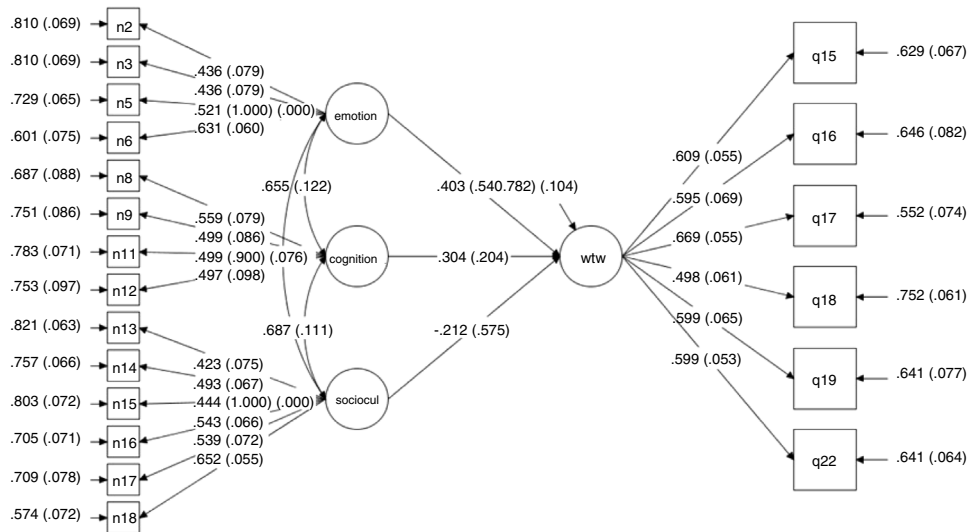 .810 (.069)
n2
.810 (.069)
n3
.729 (.065)
n5
.601 (.075)
n6
.687 (.088)
n8
.751 (.086)
n9
.783 (.071)
n11
.753 (.097)
n12
.821 (.063)
n13
.757 (.066)
n14
.803 (.072)
n15
.705 (.071)
n16
.709 (.078)
n17
.574 (.072)
n18
.436 (.079)
.436 (.079)
.521 (1.000) (.000)
.631 (.060)
.559 (.079)
.499 (.086)
.499 (.900) (.076)
.497 (.098)
.423 (.075)
.493 (.067)
.444 (1.000) (.000)
.543 (.066)
.539 (.072)
.652 (.055)
.655 (.122)
.687 (.111)
emotion
cognition
sociocul
.403 (.540.782) (.104)
.304 (.204)
-.212 (.575)
wtw
.609 (.055)
.595 (.069)
.669 (.055)
.498 (.061)
.599 (.065)
.599 (.053)
q15
.629 (.067)
q16
.646 (.082)
q17
.552 (.074)
q18
.752 (.061)
q19
.641 (.077)
q22
.641 (.064)